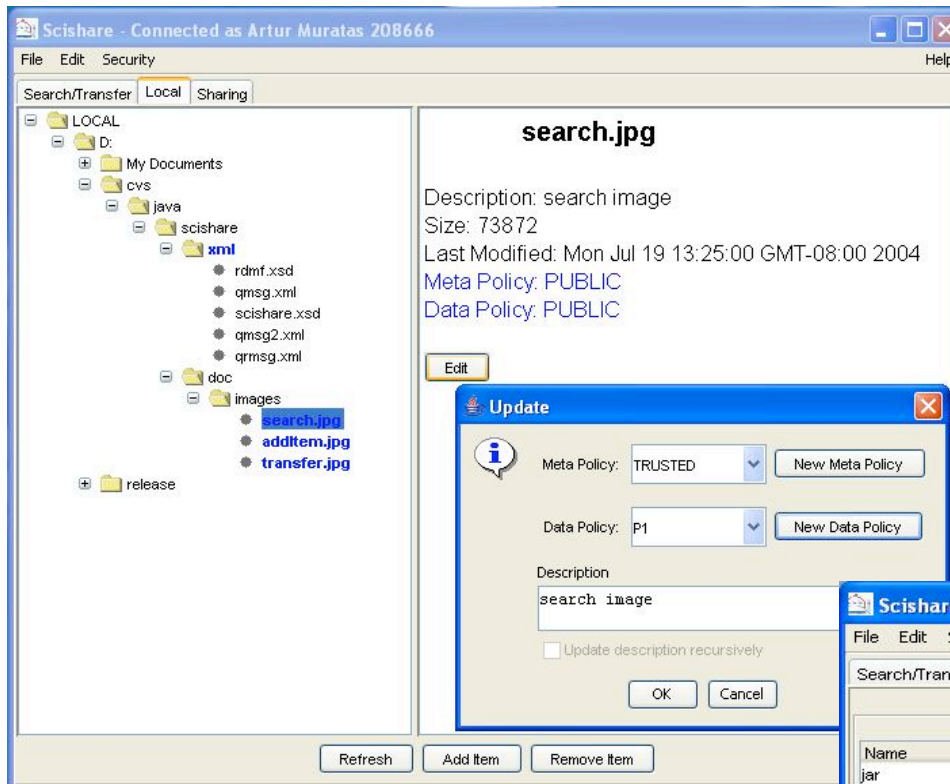 Scishare - Connected as Artur Muratas 208666
File Edit Security Help
Search/Transfer Local Sharing
LOCAL
D:
My Documents
cvs
java
scishare
xml
rdmf.xsd
qmsg.xml
scishare.xsd
qmsg2.xml
qrmsg.xml
doc
images
search.jpg
addItem.jpg
transfer.jpg
release
search.jpg
Description: search image
Size: 73872
Last Modified: Mon Jul 19 13:25:00 GMT-08:00 2004
Meta Policy: PUBLIC
Data Policy: PUBLIC
Edit
Update
Meta Policy: TRUSTED New Meta Policy
Data Policy: P1 New Data Policy
Description
search image
Update description recursively
OK Cancel
Refresh Add Item Remove Item
Scishar
File Edit
Search/Tran
Name
jar